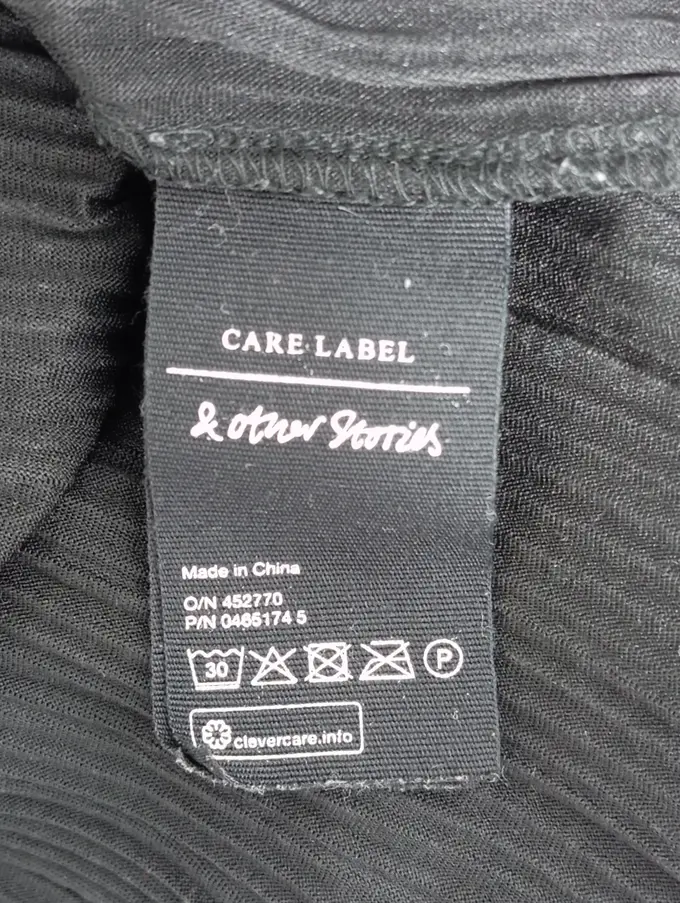 CARE LABEL
& other Stories
Made in China
O/N 452770
P/N 0465174 5
30
P
clevercare.info